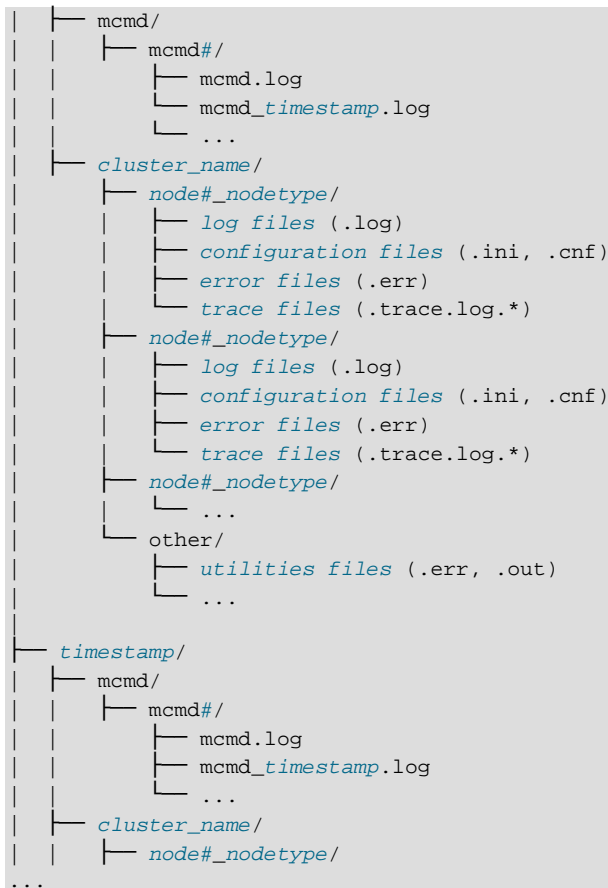 │   ├── mcmd/
│   │   ├── mcmd#/
│   │       ├── mcmd.log
│   │       └── mcmd_timestamp.log
│   │       └── ...
│   ├── cluster_name/
│       ├── node#_nodetype/
│       │   ├── log files (.log)
│       │   ├── configuration files (.ini, .cnf)
│       │   ├── error files (.err)
│       │   └── trace files (.trace.log.*)
│       ├── node#_nodetype/
│       │   ├── log files (.log)
│       │   ├── configuration files (.ini, .cnf)
│       │   ├── error files (.err)
│       │   └── trace files (.trace.log.*)
│       ├── node#_nodetype/
│       │   └── ...
│       └── other/
│           ├── utilities files (.err, .out)
│           └── ...
│
├── timestamp/
│   ├── mcmd/
│   │   ├── mcmd#/
│   │       ├── mcmd.log
│   │       ├── mcmd_timestamp.log
│   │       └── ...
│   ├── cluster_name/
│   │   ├── node#_nodetype/
...